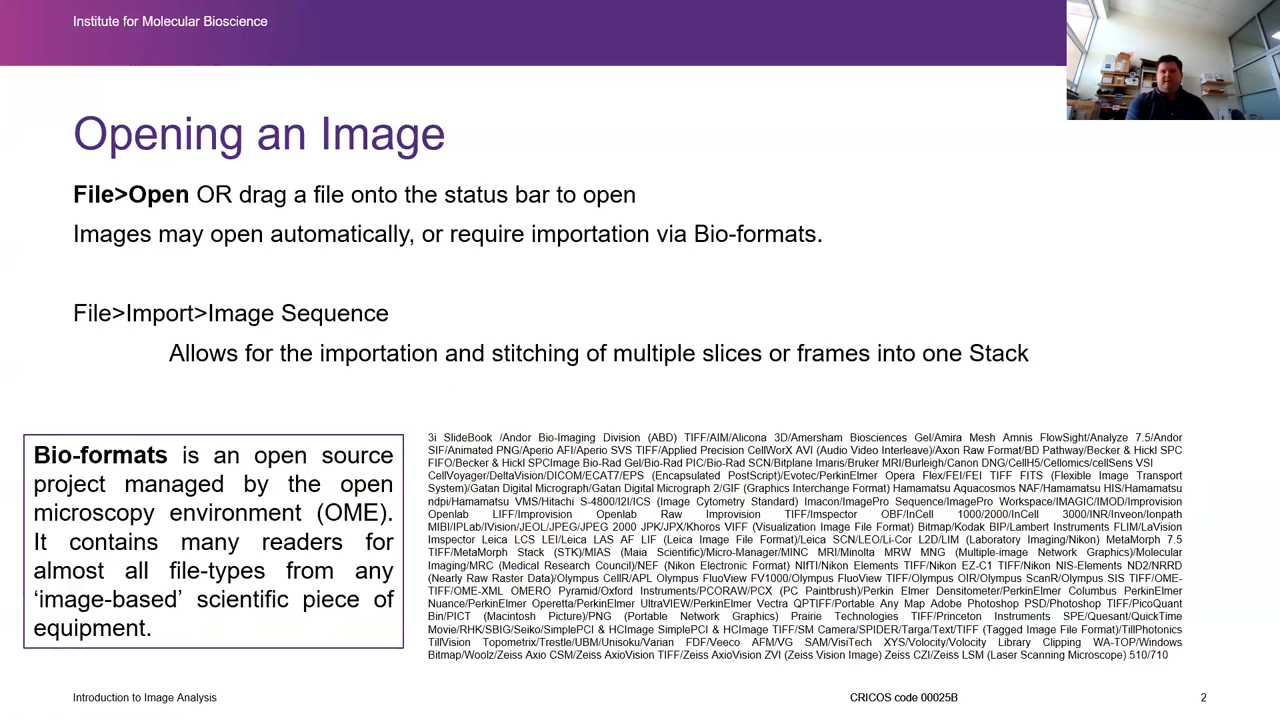 Institute for Molecular Bioscience
Opening an Image
File>Open OR drag a file onto the status bar to open
Images may open automatically, or require importation via Bio-formats.
File>Import>Image Sequence
Allows for the importation and stitching of multiple slices or frames into one Stack
Bio-formats is an open source
project managed by the open
microscopy environment (OME).
It contains many readers for
almost all file-types from any
‘image-based’ scientific piece of
equipment.
3i SlideBook /Andor Bio-Imaging Division (ABD) TIFF/AIM/Alicona 3D/Amersham Biosciences Gel/Amira Mesh Amnis FlowSight/Analyze 7.5/Andor
SIF/Animated PNG/Aperio AFI/Aperio SVS TIFF/Applied Precision CellWorX AVI (Audio Video Interleave)/Axon Raw Format/BD Pathway/Becker & Hickl SPC
FIFO/Becker & Hickl SPCImage Bio-Rad Gel/Bio-Rad PIC/Bio-Rad SCN/Bitplane Imaris/Bruker MRI/Burleigh/Canon DNG/CellH5/Cellomics/cellSens VSI
CellVoyager/DeltaVision/DICOM/ECAT7/EPS (Encapsulated PostScript)/Evotec/PerkinElmer Opera Flex/FEI/FEI TIFF FITS (Flexible Image Transport
System)/Gatan Digital Micrograph/Gatan Digital Micrograph 2/GIF (Graphics Interchange Format) Hamamatsu Aquacosmos NAF/Hamamatsu HIS/Hamamatsu
ndpi/Hamamatsu VMS/Hitachi S-4800/I2I/ICS (Image Cytometry Standard) Imacon/ImagePro Sequence/ImagePro Workspace/IMAGIC/IMOD/Improvision
Openlab LIFF/Improvision Openlab Raw Improvision TIFF/Imspector OBF/InCell 1000/2000/InCell 3000/INR/Inveon/Ionpath
MIBI/IPLab/IVision/JEOL/JPEG/JPEG 2000 JPK/JPX/Khoros VIFF (Visualization Image File Format) Bitmap/Kodak BIP/Lambert Instruments FLIM/LaVision
Imspector Leica LCS LEI/Leica LAS AF LIF (Leica Image File Format)/Leica SCN/LEO/Li-Cor L2D/LIM (Laboratory Imaging/Nikon) MetaMorph 7.5
TIFF/MetaMorph Stack (STK)/MIAS (Maia Scientific)/Micro-Manager/MINC MRI/Minolta MRW MNG (Multiple-image Network Graphics)/Molecular
Imaging/MRC (Medical Research Council)/NEF (Nikon Electronic Format) NIfTI/Nikon Elements TIFF/Nikon EZ-C1 TIFF/Nikon NIS-Elements ND2/NRRD
(Nearly Raw Raster Data)/Olympus CellR/APL Olympus FluoView FV1000/Olympus FluoView TIFF/Olympus OIR/Olympus ScanR/Olympus SIS TIFF/OME-
TIFF/OME-XML OMERO Pyramid/Oxford Instruments/PCORAW/PCX (PC Paintbrush)/Perkin Elmer Densitometer/PerkinElmer Columbus PerkinElmer
Nuance/PerkinElmer Operetta/PerkinElmer UltraVIEW/PerkinElmer Vectra QPTIFF/Portable Any Map Adobe Photoshop PSD/Photoshop TIFF/PicoQuant
Bin/PICT (Macintosh Picture)/PNG (Portable Network Graphics) Prairie Technologies TIFF/Princeton Instruments SPE/Quesant/QuickTime
Movie/RHK/SBIG/Seiko/SimplePCI & HCImage SimplePCI & HCImage TIFF/SM Camera/SPIDER/Targa/Text/TIFF (Tagged Image File Format)/TillPhotonics
TillVision Topometrix/Trestle/UBM/Unisoku/Varian FDF/Veeco AFM/VG SAM/VisiTech XYS/Volocity/Volocity Library Clipping WA-TOP/Windows
Bitmap/Woolz/Zeiss Axio CSM/Zeiss AxioVision TIFF/Zeiss AxioVision ZVI (Zeiss Vision Image) Zeiss CZI/Zeiss LSM (Laser Scanning Microscope) 510/710
Introduction to Image Analysis
CRICOS code 00025B
2